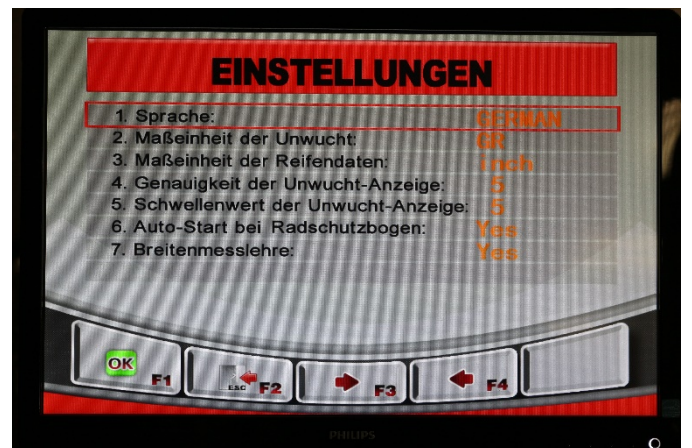 EINSTELLUNGEN
1. Sprache: GERMAN
2. Maßeinheit der Unwucht: GR
3. Maßeinheit der Reifendaten: inch
4. Genauigkeit der Unwucht-Anzeige: 5
5. Schwellenwert der Unwucht-Anzeige: 5
6. Auto-Start bei Radschutzbogen: Yes
7. Breitenmesslehre: Yes
OK F1 ESC F2 F3 F4
PHILIPS